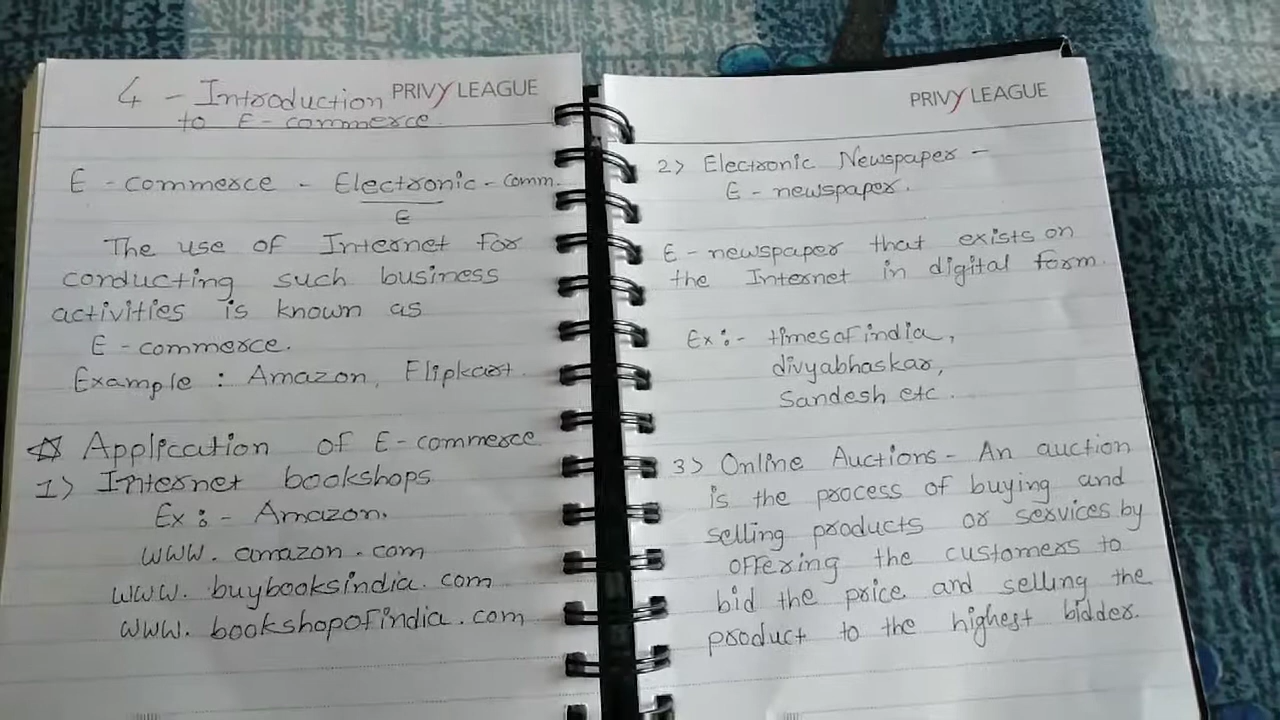 4 - Introduction PRIVY LEAGUE
to E-commerce.
E - commerce - Electronic - comm.
E
The use of Internet for
conducting such business
activities is known as
E - commerce.
Example : Amazon, Flipkart.
☆ Application of E-commerce
1) Internet bookshops
Ex :- Amazon.
www. amazon . com
www. buybooksindia. com
www. bookshopofindia . com
PRIVY LEAGUE
2) Electronic Newspaper -
E - newspaper.
E - newspaper that exists on
the Internet in digital form.
Ex :- timesofindia,
divyabhaskar,
Sandesh etc.
3) Online Auctions - An auction
is the process of buying and
selling products or services by
offering the customers to
bid the price and selling the
product to the highest bidder.